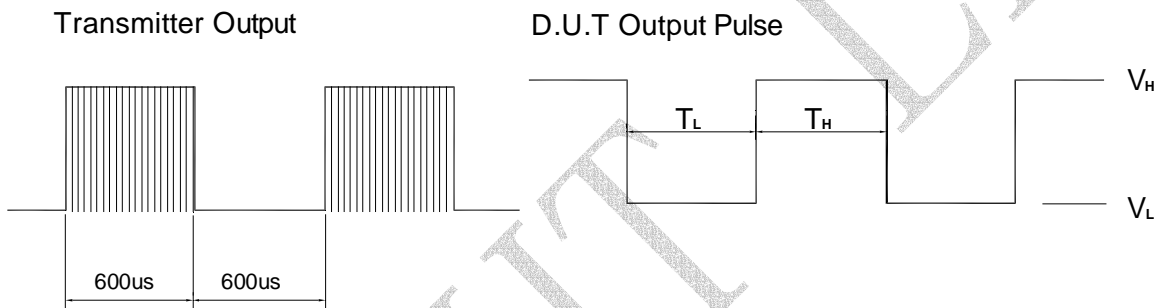 Transmitter Output
D.U.T Output Pulse
VH
TL TH
VL
600us 600us